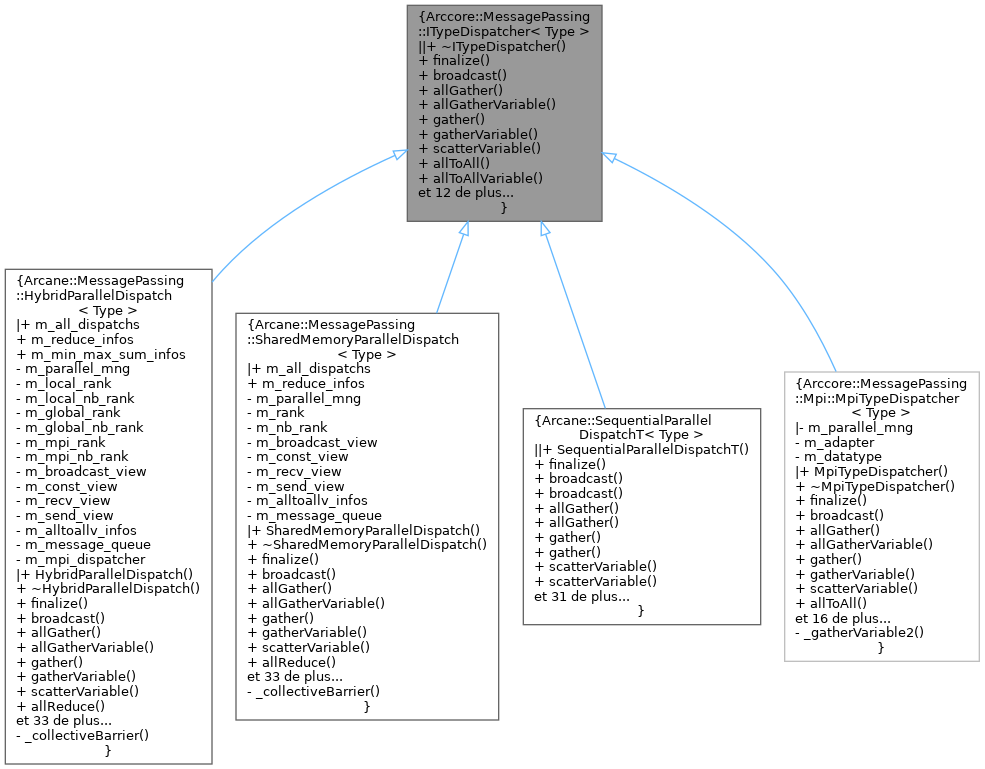 {Arccore::MessagePassing
::ITypeDispatcher< Type >
||+ ~ITypeDispatcher()
+ finalize()
+ broadcast()
+ allGather()
+ allGatherVariable()
+ gather()
+ gatherVariable()
+ scatterVariable()
+ allToAll()
+ allToAllVariable()
et 12 de plus...
}
{Arcane::MessagePassing
::HybridParallelDispatch
< Type >
|+ m_all_dispatchs
+ m_reduce_infos
+ m_min_max_sum_infos
- m_parallel_mng
- m_local_rank
- m_local_nb_rank
- m_global_rank
- m_global_nb_rank
- m_mpi_rank
- m_mpi_nb_rank
- m_broadcast_view
- m_const_view
- m_recv_view
- m_send_view
- m_alltoallv_infos
- m_message_queue
- m_mpi_dispatcher
|+ HybridParallelDispatch()
+ ~HybridParallelDispatch()
+ finalize()
+ broadcast()
+ allGather()
+ allGatherVariable()
+ gather()
+ gatherVariable()
+ scatterVariable()
+ allReduce()
et 33 de plus...
- _collectiveBarrier()
}
{Arcane::MessagePassing
::SharedMemoryParallelDispatch
< Type >
|+ m_all_dispatchs
+ m_reduce_infos
- m_parallel_mng
- m_rank
- m_nb_rank
- m_broadcast_view
- m_const_view
- m_recv_view
- m_send_view
- m_alltoallv_infos
- m_message_queue
|+ SharedMemoryParallelDispatch()
+ ~SharedMemoryParallelDispatch()
+ finalize()
+ broadcast()
+ allGather()
+ allGatherVariable()
+ gather()
+ gatherVariable()
+ scatterVariable()
+ allReduce()
et 33 de plus...
- _collectiveBarrier()
}
{Arcane::SequentialParallel
DispatchT< Type >
||+ SequentialParallelDispatchT()
+ finalize()
+ broadcast()
+ broadcast()
+ allGather()
+ allGather()
+ gather()
+ gather()
+ scatterVariable()
+ scatterVariable()
et 31 de plus...
}
{Arccore::MessagePassing
::Mpi::MpiTypeDispatcher
< Type >
|- m_parallel_mng
- m_adapter
- m_datatype
|+ MpiTypeDispatcher()
+ ~MpiTypeDispatcher()
+ finalize()
+ broadcast()
+ allGather()
+ allGatherVariable()
+ gather()
+ gatherVariable()
+ scatterVariable()
+ allToAll()
et 16 de plus...
- _gatherVariable2()
}